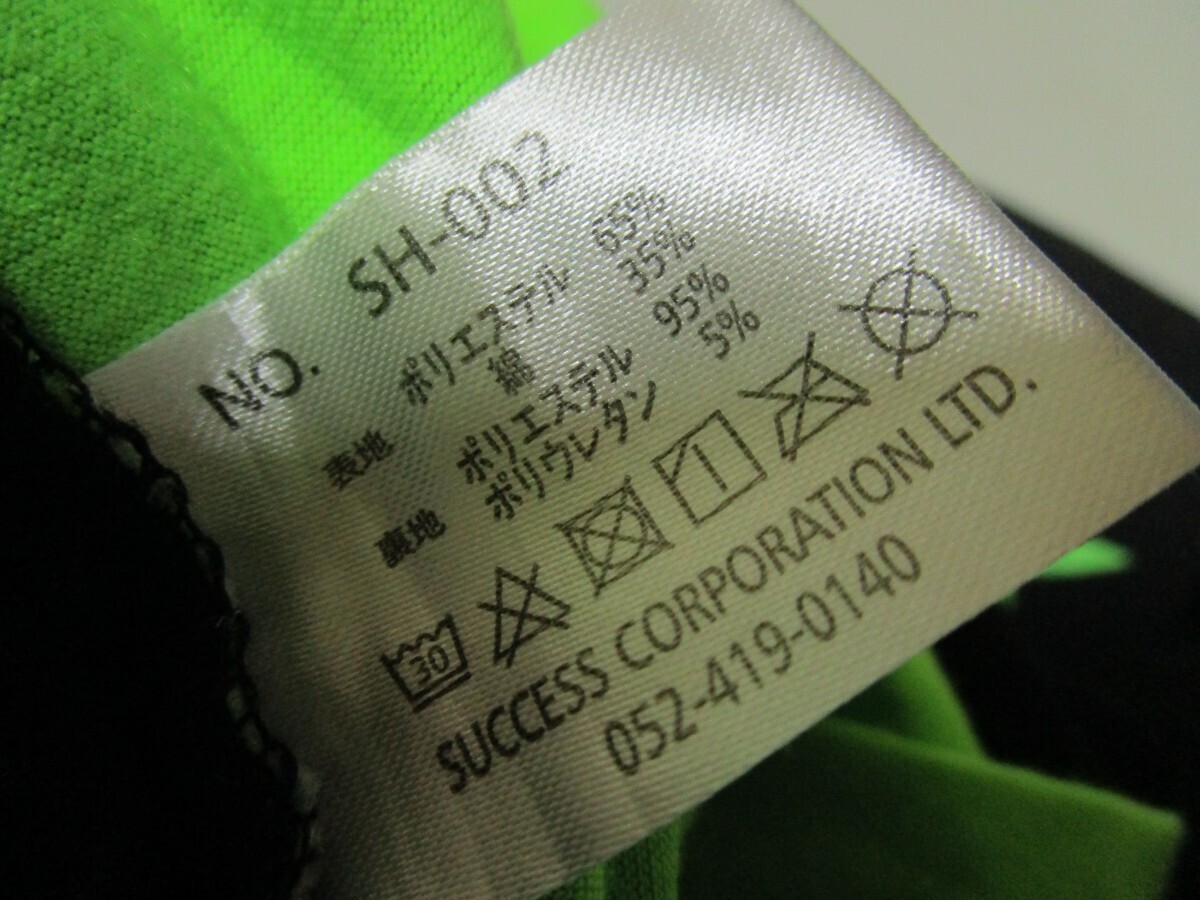 NO. SH-002
表地 ポリエステル 65%
綿 35%
裏地 ポリエステル 95%
ポリウレタン 5%
30
SUCCESS CORPORATION LTD.
052-419-0140